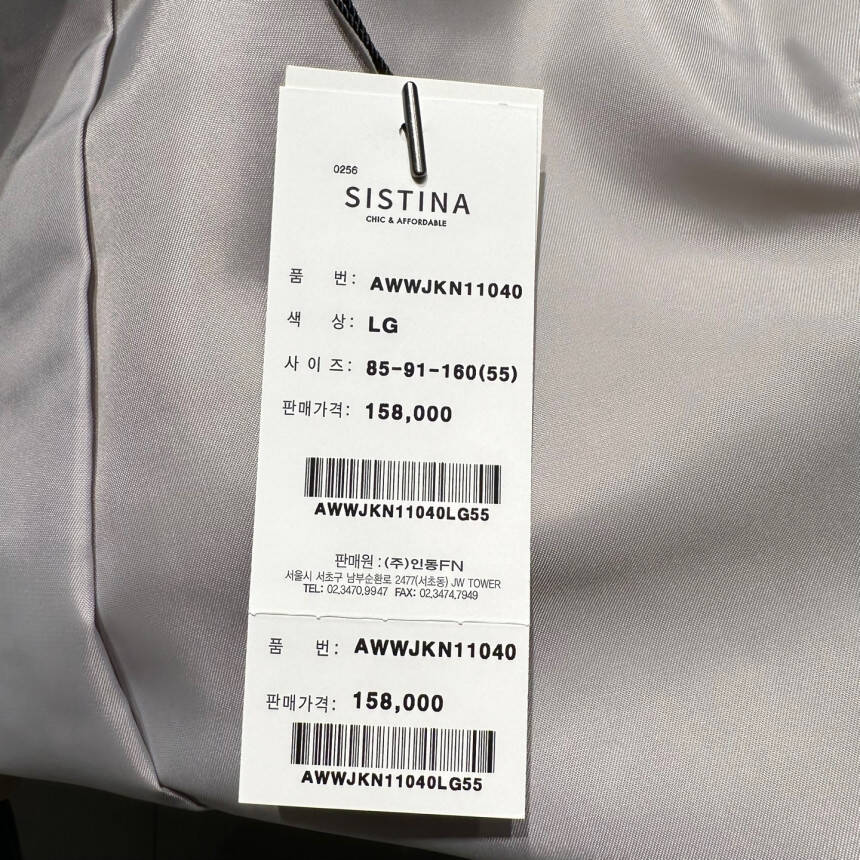 0256
SISTINA
CHIC & AFFORDABLE
품 번: AWWJKN11040
색 상: LG
사 이 즈: 85-91-160(55)
판매가격: 158,000
AWWJKN11040LG55
판매원 : (주)인동FN
서울시 서초구 남부순환로 2477(서초동) JW TOWER
TEL: 02.3470.9947 FAX: 02.3474.7949
품 번: AWWJKN11040
판매가격: 158,000
AWWJKN11040LG55